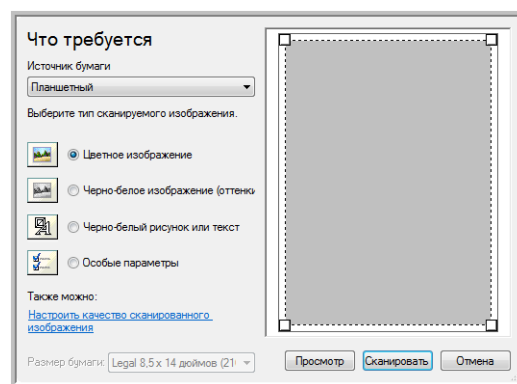 Что требуется
Источник бумаги
Планшетный
Выберите тип сканируемого изображения.
Цветное изображение
Черно-белое изображение (оттенки
Черно-белый рисунок или текст
Особые параметры
Также можно:
Настроить качество сканированного
изображения
Размер бумаги: Legal 8,5 x 14 дюймов (21
Просмотр Сканировать Отмена